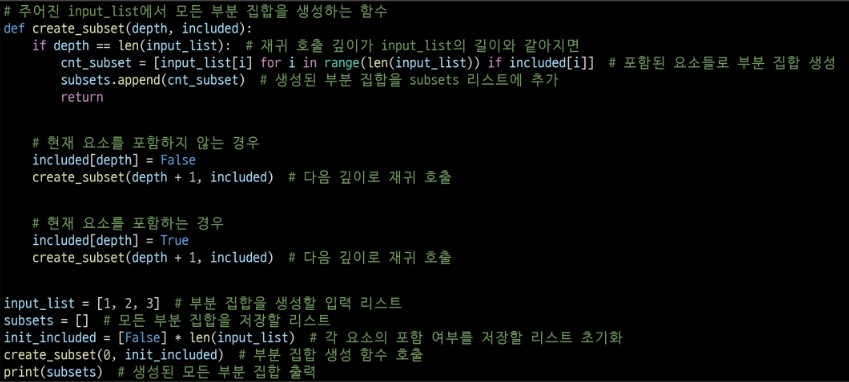 # 주어진 input_list에서 모든 부분 집합을 생성하는 함수
def create_subset(depth, included):
    if depth == len(input_list):  # 재귀 호출 깊이가 input_list의 길이와 같아지면
        cnt_subset = [input_list[i] for i in range(len(input_list)) if included[i]]  # 포함된 요소들로 부분 집합 생성
        subsets.append(cnt_subset)  # 생성된 부분 집합을 subsets 리스트에 추가
        return
    # 현재 요소를 포함하지 않는 경우
    included[depth] = False
    create_subset(depth + 1, included)  # 다음 깊이로 재귀 호출
    # 현재 요소를 포함하는 경우
    included[depth] = True
    create_subset(depth + 1, included)  # 다음 깊이로 재귀 호출
input_list = [1, 2, 3]  # 부분 집합을 생성할 입력 리스트
subsets = []  # 모든 부분 집합을 저장할 리스트
init_included = [False] * len(input_list)  # 각 요소의 포함 여부를 저장할 리스트 초기화
create_subset(0, init_included)  # 부분 집합 생성 함수 호출
print(subsets)  # 생성된 모든 부분 집합 출력